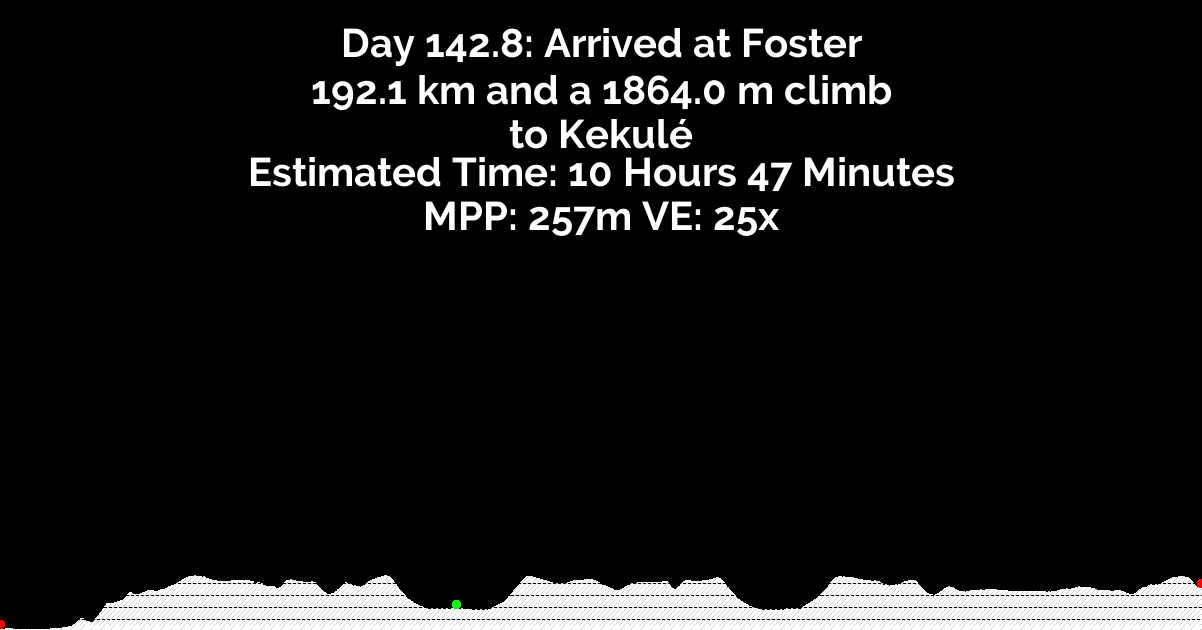 Day 142.8: Arrived at Foster
192.1 km and a 1864.0 m climb
to Kekulé
Estimated Time: 10 Hours 47 Minutes
MPP: 257m VE: 25x